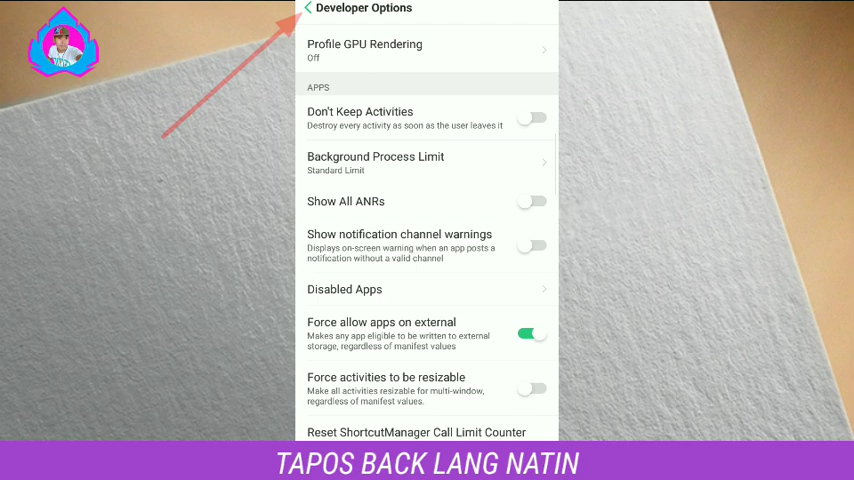 Developer Options
Profile GPU Rendering
Off
APPS
Don't Keep Activities
Destroy every activity as soon as the user leaves it
Background Process Limit
Standard Limit
Show All ANRs
Show notification channel warnings
Displays on-screen warning when an app posts a
notification without a valid channel
Disabled Apps
Force allow apps on external
Makes any app eligible to be written to external
storage, regardless of manifest values
Force activities to be resizable
Make all activities resizable for multi-window,
regardless of manifest values.
Reset ShortcutManager Call Limit Counter
TAPOS BACK LANG NATIN